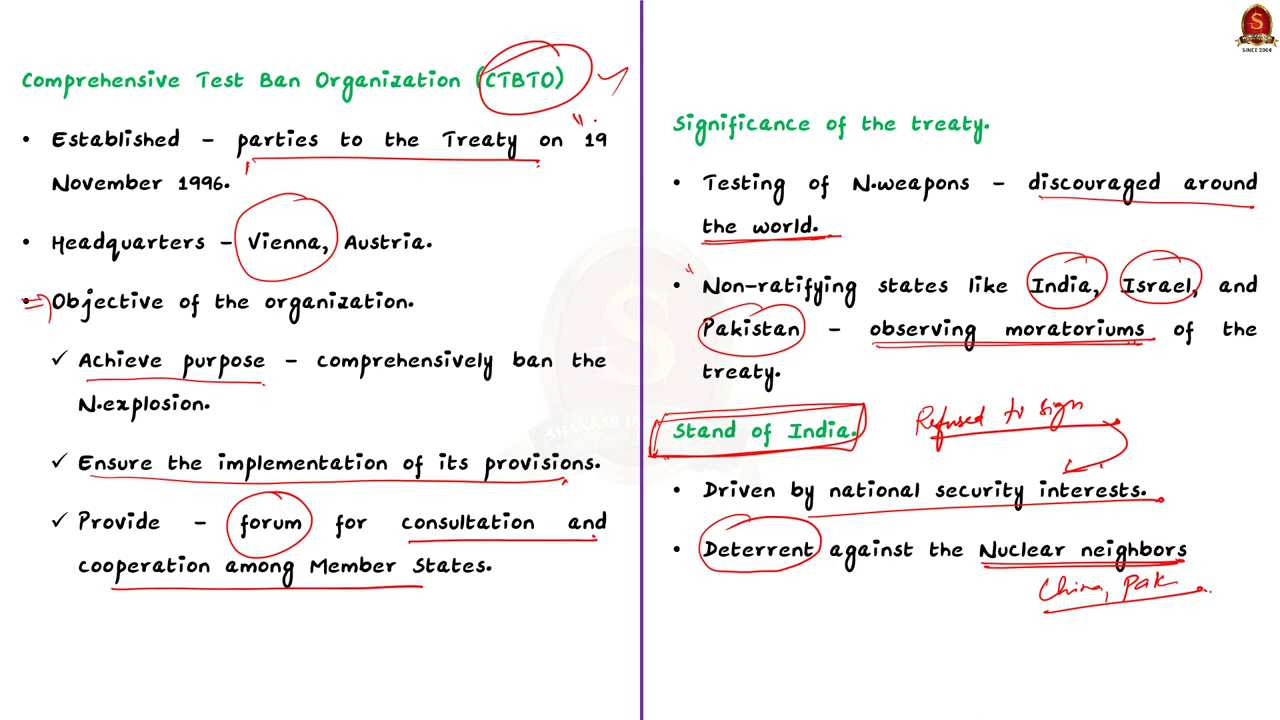 Comprehensive Test Ban Organization (CTBTO)
• Established – parties to the Treaty on 19
November 1996.
• Headquarters – Vienna, Austria.
• Objective of the organization.
✓ Achieve purpose – comprehensively ban the
N.explosion.
✓ Ensure the implementation of its provisions.
✓ Provide – forum for consultation and
cooperation among Member States.
S
SINCE 2004
Significance of the treaty.
• Testing of N.weapons – discouraged around
the world.
• Non-ratifying states like India, Israel, and
Pakistan – observing moratoriums of the
treaty.
Stand of India.
Refused to sign
• Driven by national security interests.
• Deterrent against the Nuclear neighbors
China, Pak